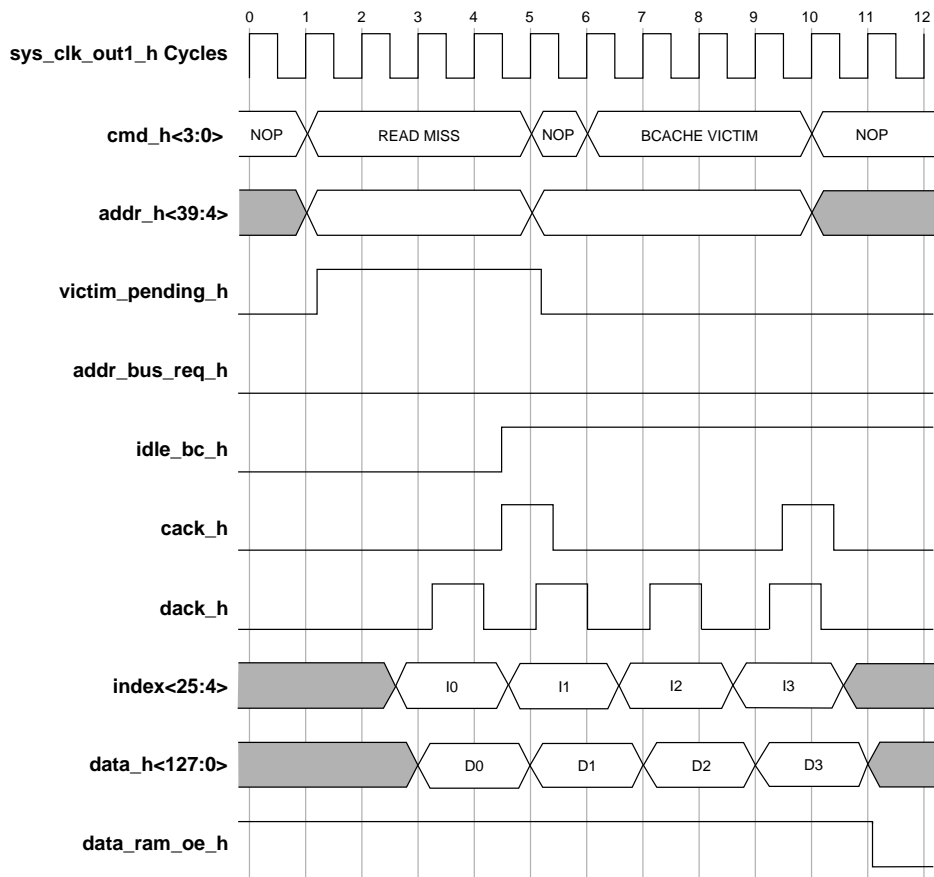 0 1 2 3 4 5 6 7 8 9 10 11 12
sys_clk_out1_h Cycles
cmd_h<3:0> NOP READ MISS NOP BCACHE VICTIM NOP
addr_h<39:4>
victim_pending_h
addr_bus_req_h
idle_bc_h
cack_h
dack_h
index<25:4> I0 I1 I2 I3
data_h<127:0> D0 D1 D2 D3
data_ram_oe_h